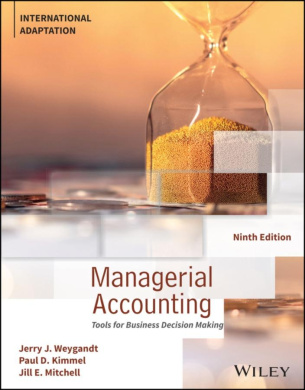 INTERNATIONAL
ADAPTATION
Ninth Edition
Managerial
Accounting
Tools for Business Decision Making
Jerry J. Weygandt
Paul D. Kimmel
Jill E. Mitchell
WILEY